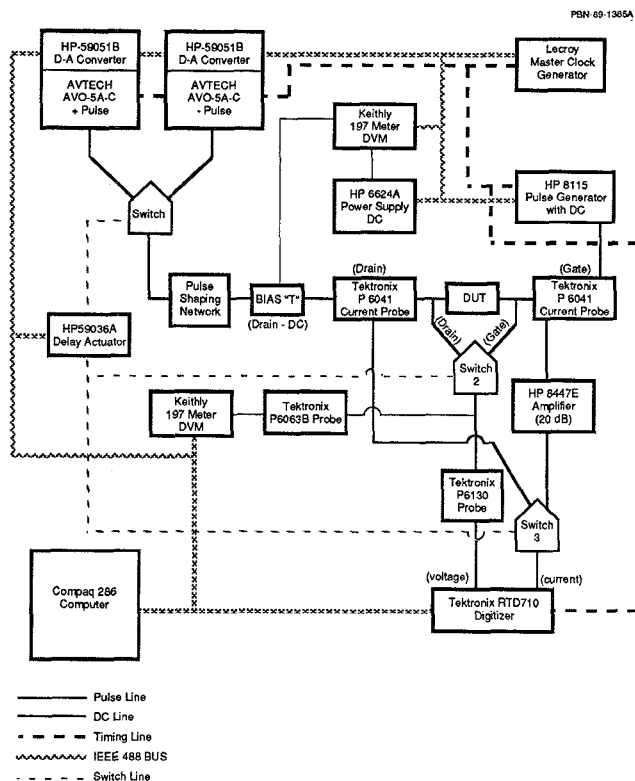 PBN-89-1385A
HP-59051B
D-A Converter
AVTECH
AVO-5A-C
+ Pulse
HP-59051B
D-A Converter
AVTECH
AVO-5A-C
- Pulse
Lecroy
Master Clock
Generator
Keithly
197 Meter
DVM
HP 6624A
Power Supply
DC
HP 8115
Pulse Generator
with DC
Switch
Pulse
Shaping
Network
BIAS "T"
(Drain - DC)
(Drain)
Tektronix
P 6041
Current Probe
DUT
(Gate)
Tektronix
P 6041
Current Probe
HP59036A
Delay Actuator
(Drain)
(Gate)
Switch
2
Keithly
197 Meter
DVM
Tektronix
P6063B Probe
HP 8447E
Amplifier
(20 dB)
Tektronix
P6130
Probe
Switch
3
Compaq 286
Computer
(voltage)
(current)
Tektronix RTD710
Digitizer
Pulse Line
DC Line
Timing Line
IEEE 488 BUS
Switch Line